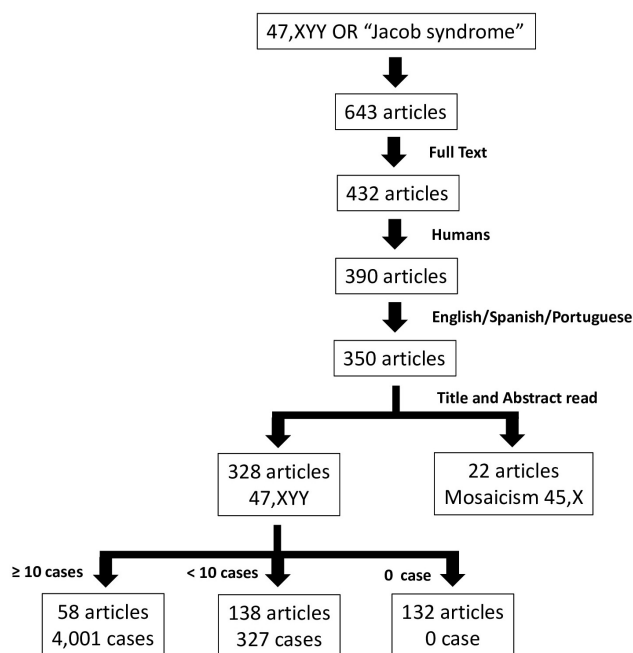 47,XYY OR “Jacob syndrome”
643 articles
Full Text
432 articles
Humans
390 articles
English/Spanish/Portuguese
350 articles
Title and Abstract read
328 articles
47,XYY
22 articles
Mosaicism 45,X
≥ 10 cases
< 10 cases
0 case
58 articles
4,001 cases
138 articles
327 cases
132 articles
0 case